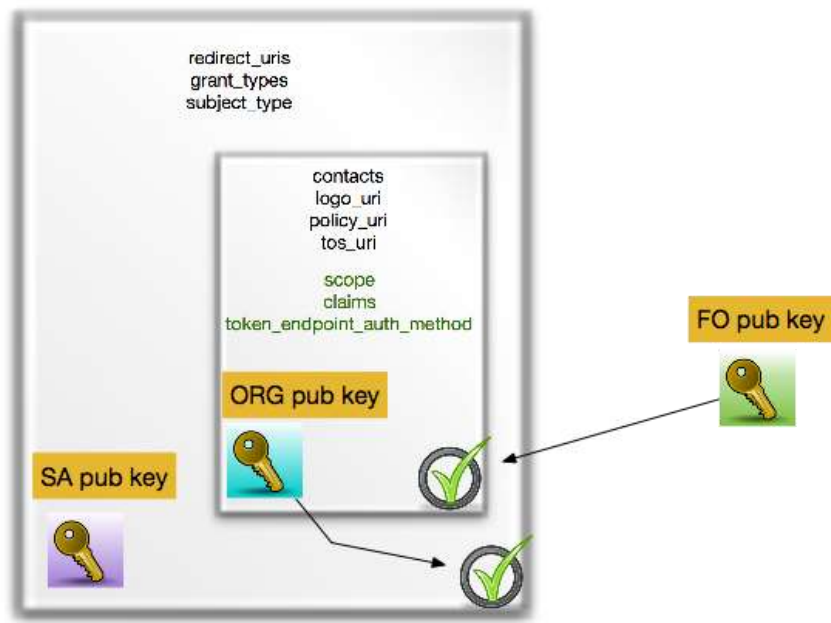 redirect_uris
grant_types
subject_type
contacts
logo_uri
policy_uri
tos_uri
scope
claims
token_endpoint_auth_method
FO pub key
ORG pub key
SA pub key